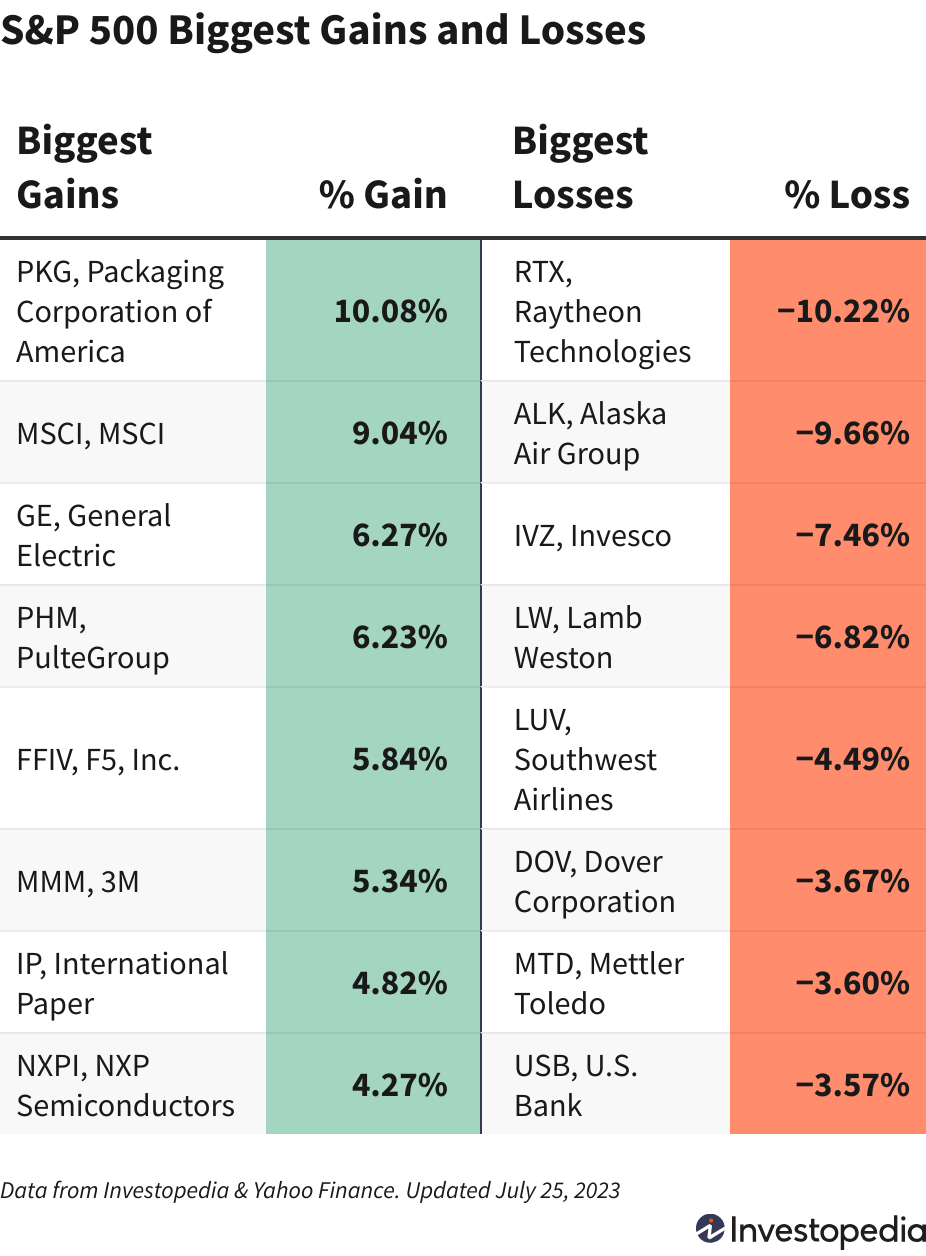 S&P 500 Biggest Gains and Losses
Biggest
Gains
% Gain
Biggest
Losses
% Loss
PKG, Packaging
Corporation of
America
10.08%
RTX,
Raytheon
Technologies
−10.22%
MSCI, MSCI
9.04%
ALK, Alaska
Air Group
−9.66%
GE, General
Electric
6.27%
IVZ, Invesco
−7.46%
PHM,
PulteGroup
6.23%
LW, Lamb
Weston
−6.82%
FFIV, F5, Inc.
5.84%
LUV,
Southwest
Airlines
−4.49%
MMM, 3M
5.34%
DOV, Dover
Corporation
−3.67%
IP, International
Paper
4.82%
MTD, Mettler
Toledo
−3.60%
NXPI, NXP
Semiconductors
4.27%
USB, U.S.
Bank
−3.57%
Data from Investopedia & Yahoo Finance. Updated July 25, 2023
Investopedia